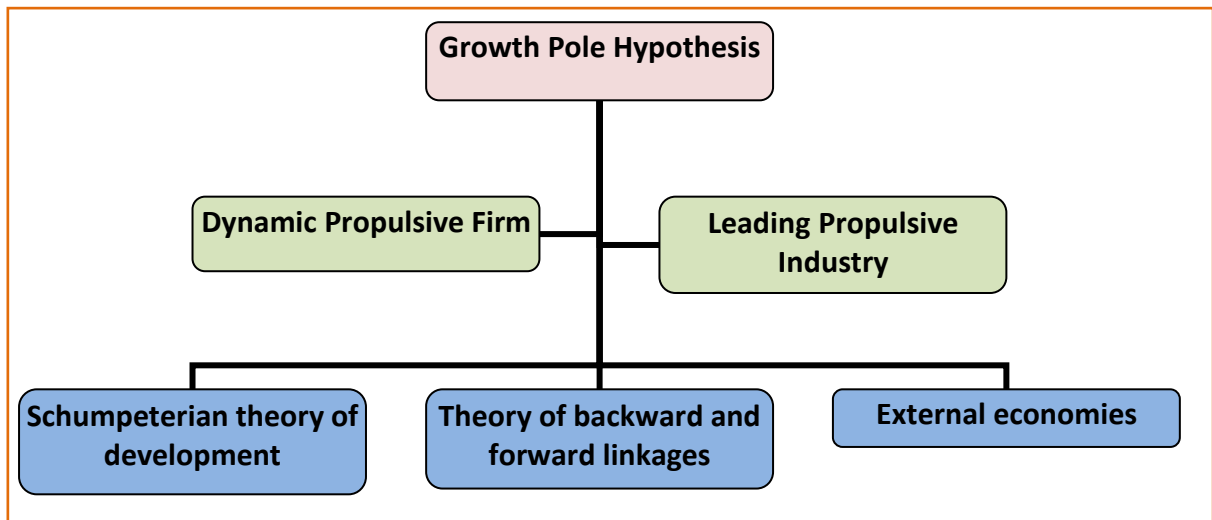 Growth Pole Hypothesis
Dynamic Propulsive Firm
Leading Propulsive
Industry
Schumpeterian theory of
development
Theory of backward and
forward linkages
External economies